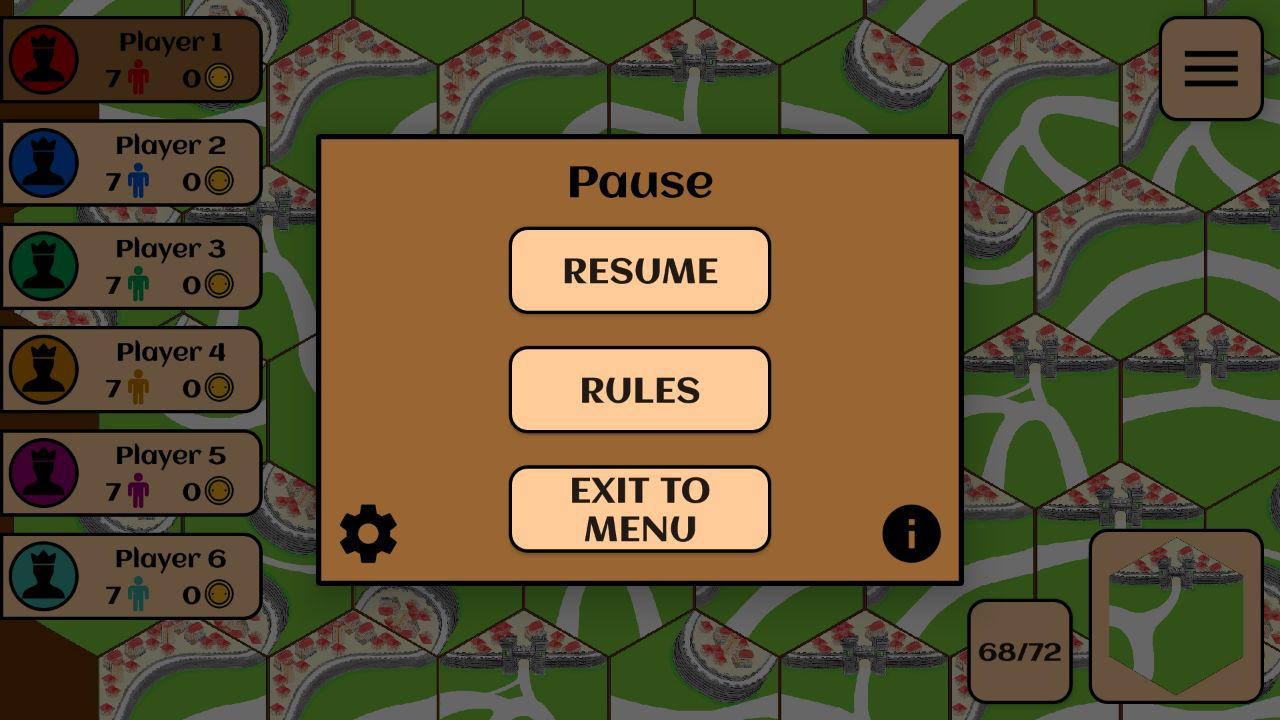 Player 1
7 0
Player 2
7 0
Player 3
7 0
Player 4
7 0
Player 5
7 0
Player 6
7 0
Pause
RESUME
RULES
EXIT TO
MENU
68/72